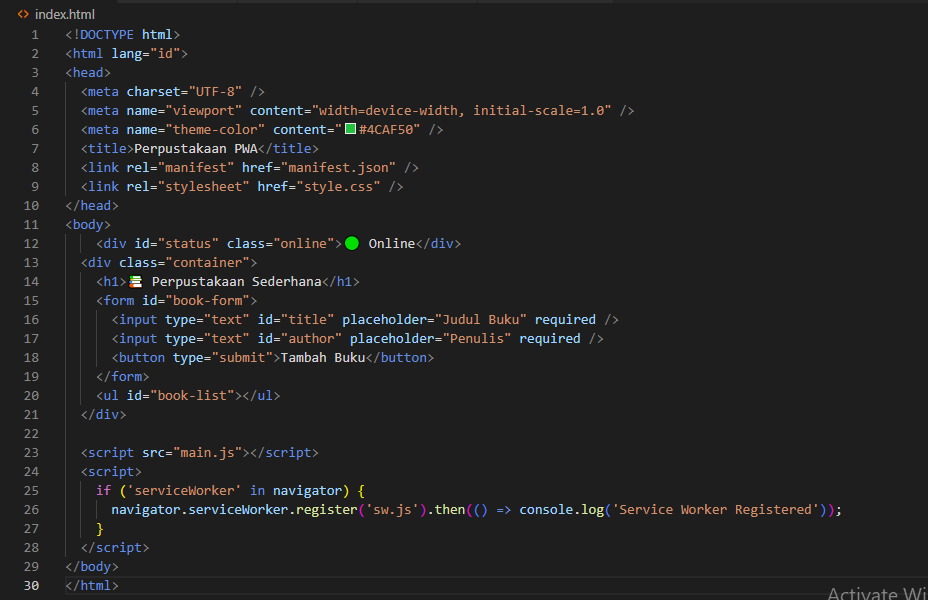 index.html
1 <!DOCTYPE html>
2 <html lang="id">
3 <head>
4   <meta charset="UTF-8" />
5   <meta name="viewport" content="width=device-width, initial-scale=1.0" />
6   <meta name="theme-color" content="#4CAF50" />
7   <title>Perpustakaan PWA</title>
8   <link rel="manifest" href="manifest.json" />
9   <link rel="stylesheet" href="style.css" />
10 </head>
11 <body>
12     <div id="status" class="online">🟢 Online</div>
13   <div class="container">
14     <h1>📚 Perpustakaan Sederhana</h1>
15     <form id="book-form">
16       <input type="text" id="title" placeholder="Judul Buku" required />
17       <input type="text" id="author" placeholder="Penulis" required />
18       <button type="submit">Tambah Buku</button>
19     </form>
20     <ul id="book-list"></ul>
21   </div>
22
23   <script src="main.js"></script>
24   <script>
25     if ('serviceWorker' in navigator) {
26       navigator.serviceWorker.register('sw.js').then(() => console.log('Service Worker Registered'));
27     }
28   </script>
29 </body>
30 </html>
Activate Wi